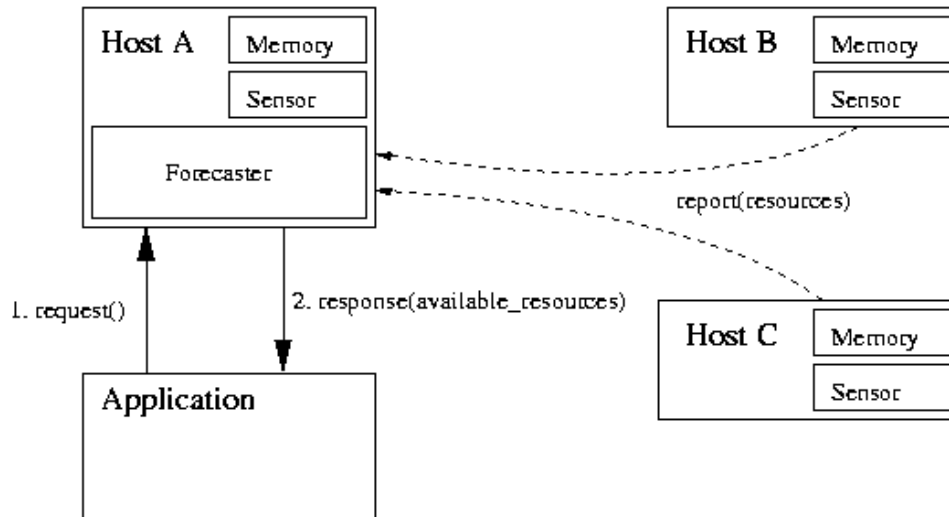 Host A
Memory
Sensor
Forecaster
Host B
Memory
Sensor
report(resources)
1. request()
2. response(available_resources)
Host C
Memory
Sensor
Application